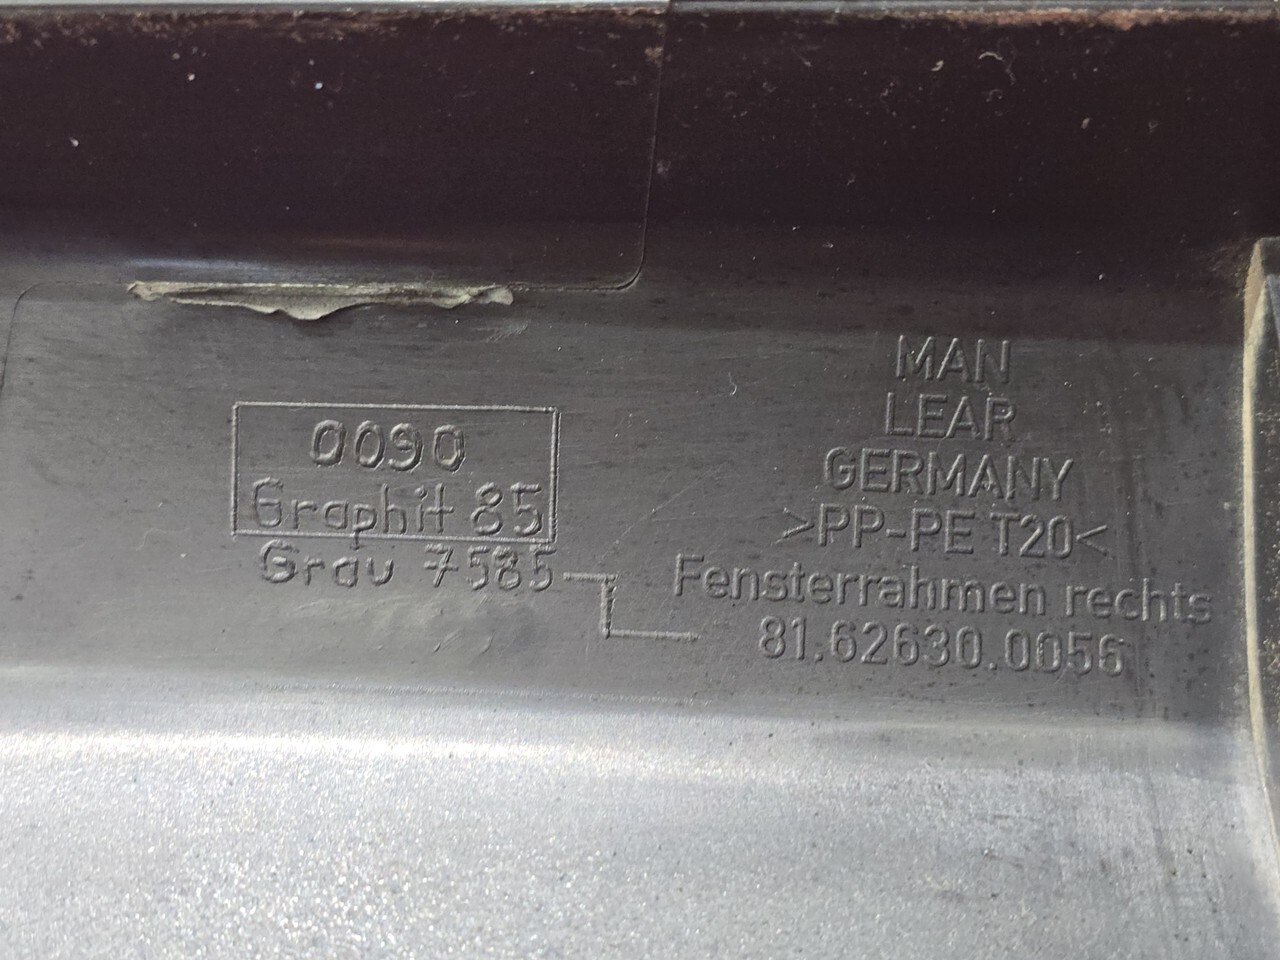 0090
Graphit 85
Grau 7585
MAN
LEAR
GERMANY
>PP-PE T20<
Fensterrahmen rechts
81.62630.0056